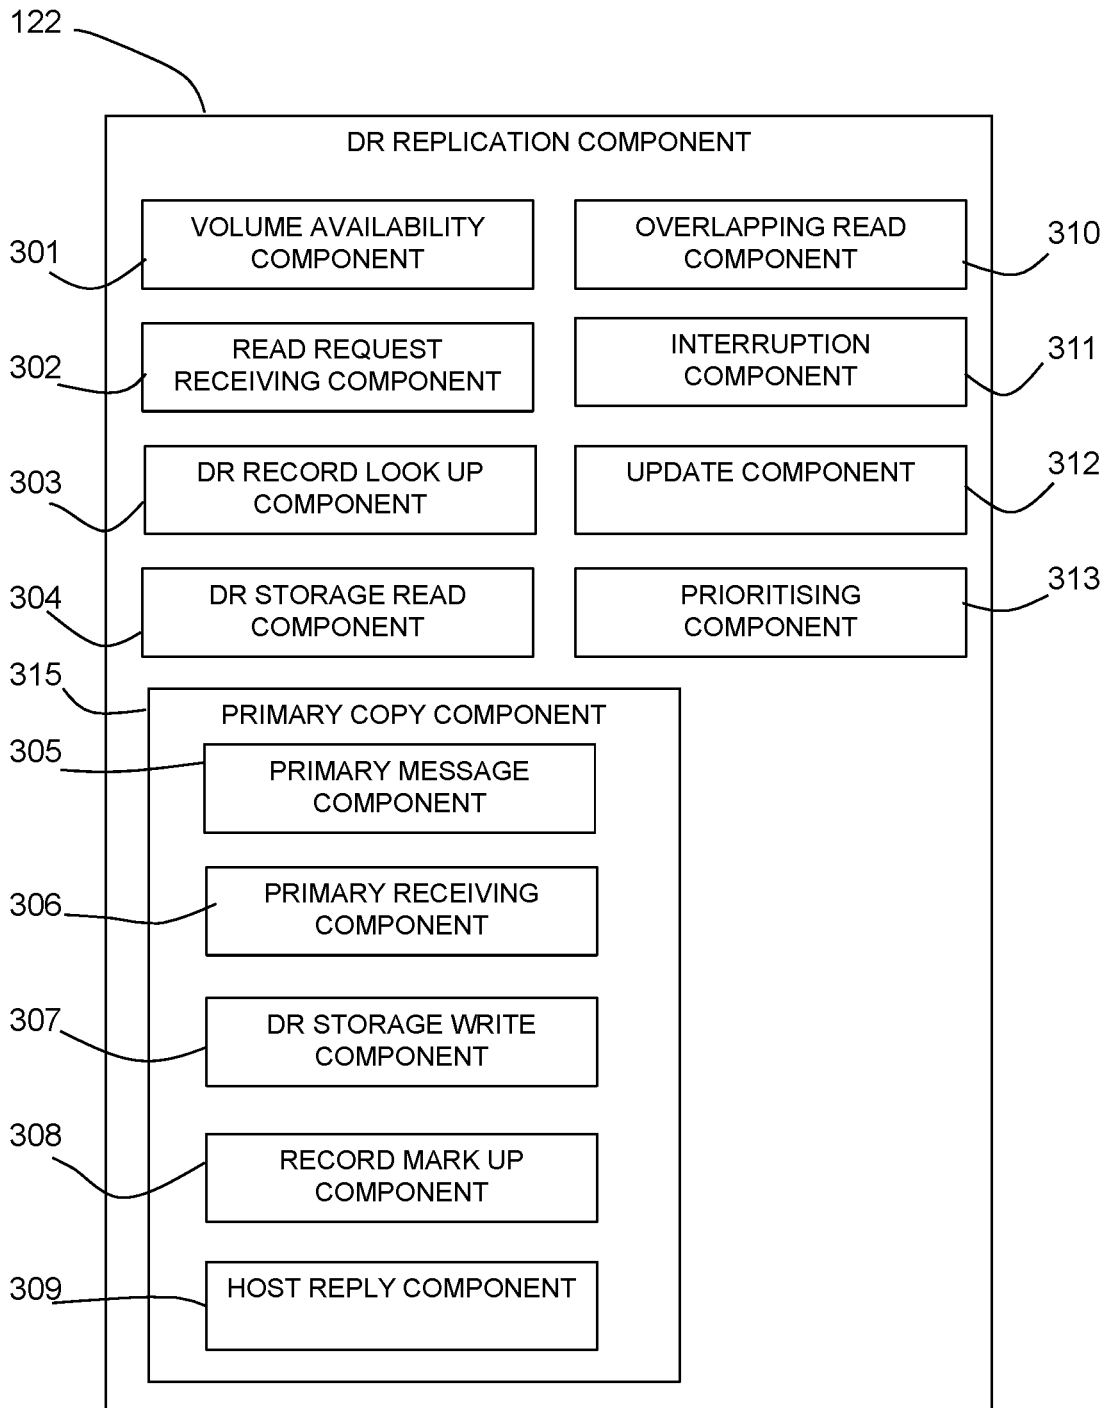 122
DR REPLICATION COMPONENT
VOLUME AVAILABILITY
COMPONENT
301
OVERLAPPING READ
COMPONENT
310
READ REQUEST
RECEIVING COMPONENT
302
INTERRUPTION
COMPONENT
311
DR RECORD LOOK UP
COMPONENT
303
UPDATE COMPONENT
312
DR STORAGE READ
COMPONENT
304
PRIORITISING
COMPONENT
313
315
PRIMARY COPY COMPONENT
305
PRIMARY MESSAGE
COMPONENT
306
PRIMARY RECEIVING
COMPONENT
307
DR STORAGE WRITE
COMPONENT
308
RECORD MARK UP
COMPONENT
309
HOST REPLY COMPONENT